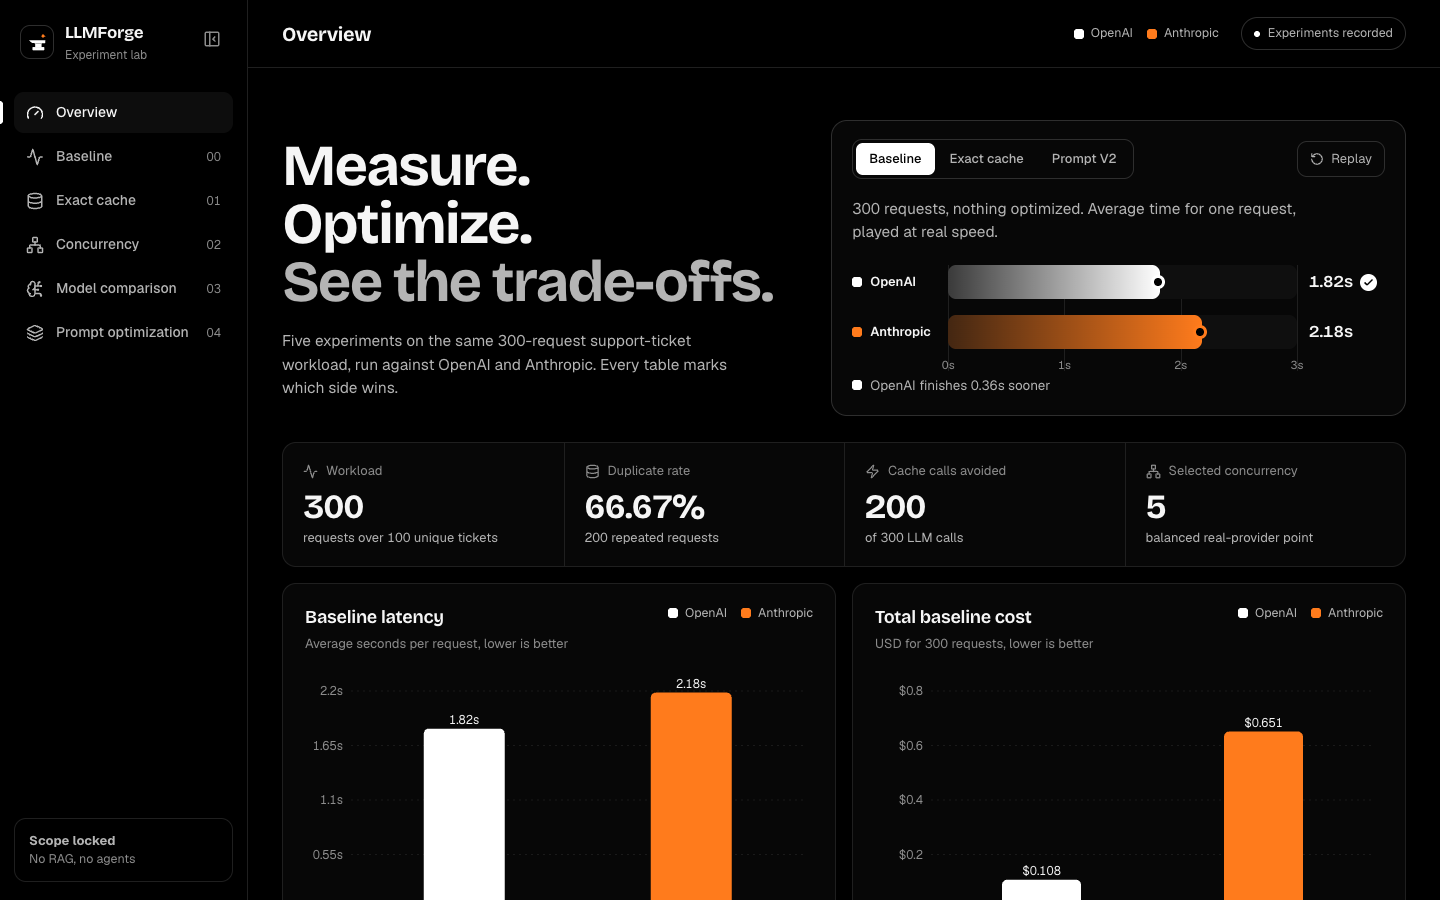 LLMForge
Experiment lab
Overview
Baseline 00
Exact cache 01
Concurrency 02
Model comparison 03
Prompt optimization 04
Scope locked
No RAG, no agents
Overview
OpenAI Anthropic
Experiments recorded
Measure.
Optimize.
See the trade-offs.
Five experiments on the same 300-request support-ticket
workload, run against OpenAI and Anthropic. Every table marks
which side wins.
Baseline Exact cache Prompt V2
Replay
300 requests, nothing optimized. Average time for one request,
played at real speed.
OpenAI 1.82s
Anthropic 2.18s
0s 1s 2s 3s
OpenAI finishes 0.36s sooner
Workload
300
requests over 100 unique tickets
Duplicate rate
66.67%
200 repeated requests
Cache calls avoided
200
of 300 LLM calls
Selected concurrency
5
balanced real-provider point
Baseline latency
OpenAI Anthropic
Average seconds per request, lower is better
2.2s
1.65s
1.1s
0.55s
1.82s
2.18s
Total baseline cost
OpenAI Anthropic
USD for 300 requests, lower is better
$0.8
$0.6
$0.4
$0.2
$0.108
$0.651